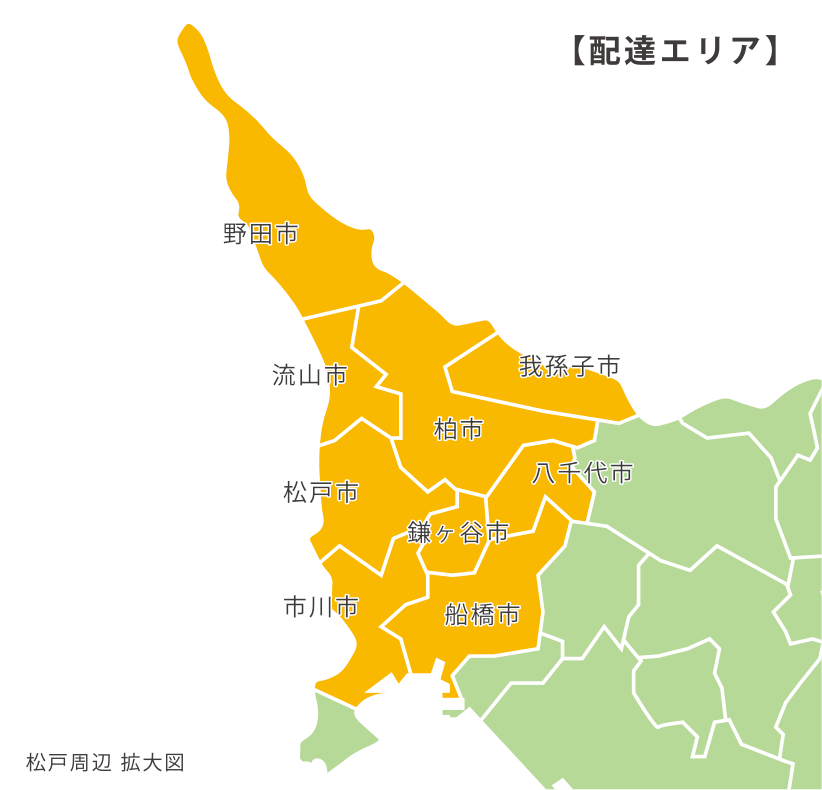 【配達エリア】
野田市
我孫子市
流山市
柏市
八千代市
松戸市
鎌ヶ谷市
市川市
船橋市
松戸周辺 拡大図